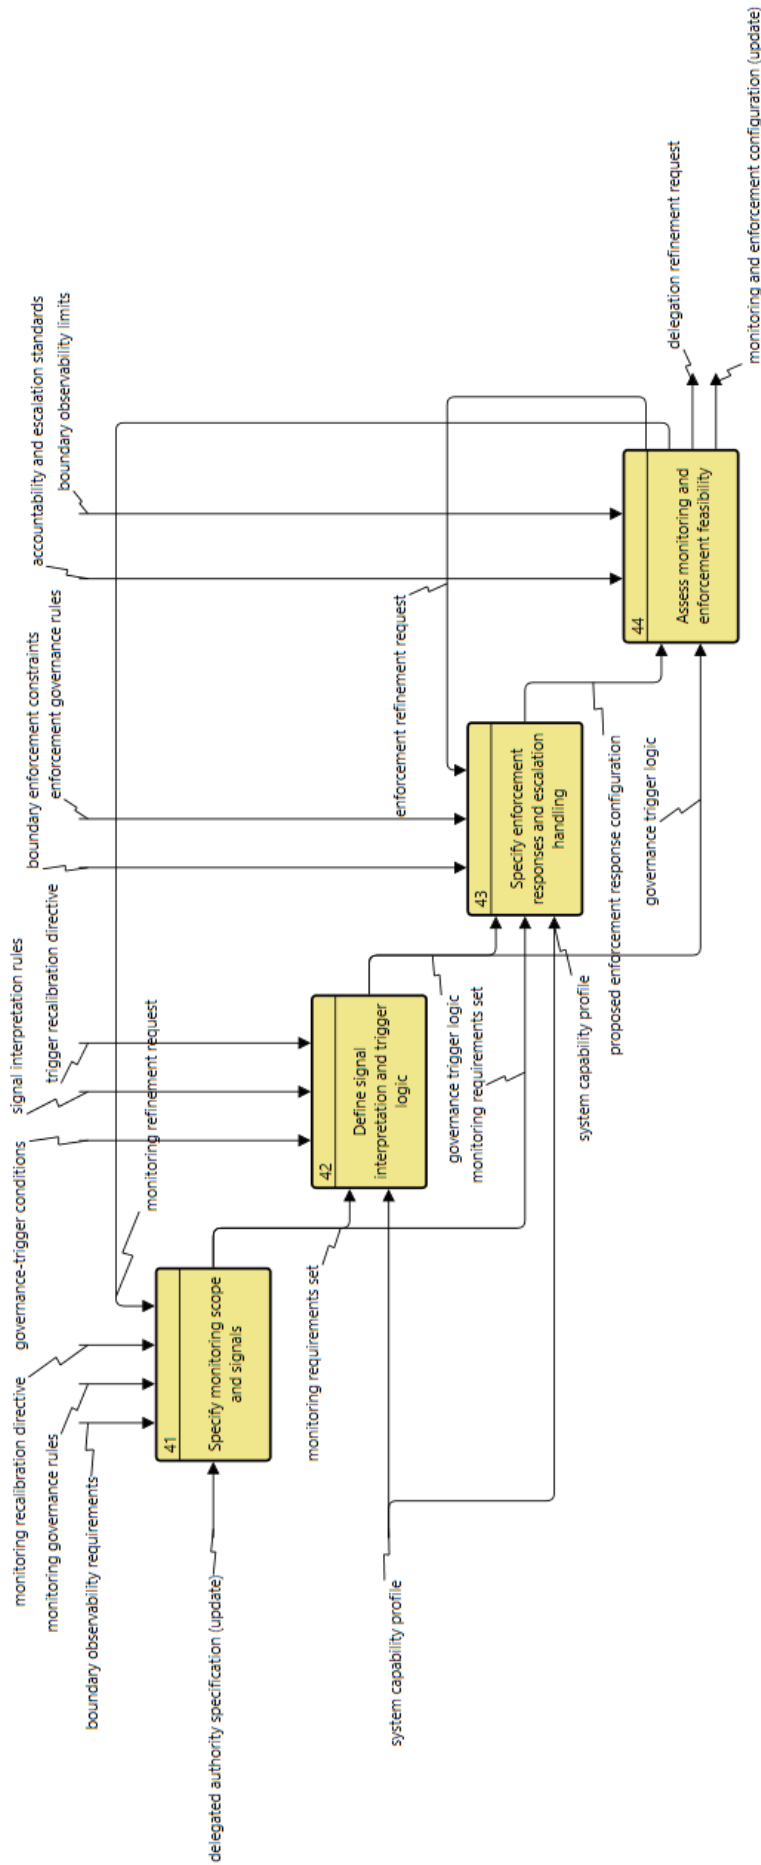 monitoring recalibration directive
monitoring governance rules
boundary observability requirements
governance-trigger conditions
signal interpretation rules
trigger recalibration directive
boundary enforcement constraints
enforcement governance rules
accountability and escalation standards
boundary observability limits
delegated authority specification (update)
41
Specify monitoring scope
and signals
monitoring refinement request
monitoring requirements set
system capability profile
42
Define signal
interpretation and trigger
logic
governance trigger logic
monitoring requirements set
system capability profile
43
Specify enforcement
responses and escalation
handling
enforcement refinement request
proposed enforcement response configuration
governance trigger logic
44
Assess monitoring and
enforcement feasibility
delegation refinement request
monitoring and enforcement configuration (update)